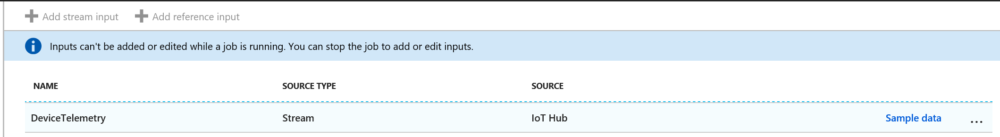 Add stream input Add reference input
Inputs can't be added or edited while a job is running. You can stop the job to add or edit inputs.
NAME SOURCE TYPE SOURCE
DeviceTelemetry Stream IoT Hub Sample data ...